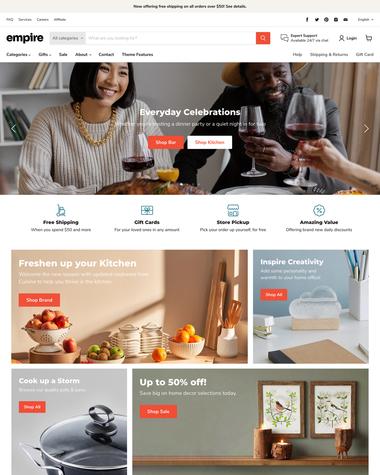 Now offering free shipping on all orders over $50! See details.
FAQ Services Careers Affiliate English
empire All categories What are you looking for? Expert Support Available 24/7 via chat Login
Categories Gifts Sale About Contact Theme Features Help Shipping & Returns Gift Card
Everyday Celebrations
Whether you're hosting a dinner party or a quiet night in for two
Shop Bar Shop Kitchen
Free Shipping
When you spend $50 and more
Gift Cards
For your loved ones in any amount
Store Pickup
Pick your order up yourself, for free
Amazing Value
Offering brand new daily discounts
Freshen up your Kitchen
Welcome the new season with updated cookware from
Cuisine to help you thrive in the kitchen.
Shop Brand
Inspire Creativity
Add some personality and
warmth to your home office!
Shop All
Cook up a Storm
Browse our quality pots & pans
Shop All
Up to 50% off!
Save big on home decor selections today.
Shop Sale